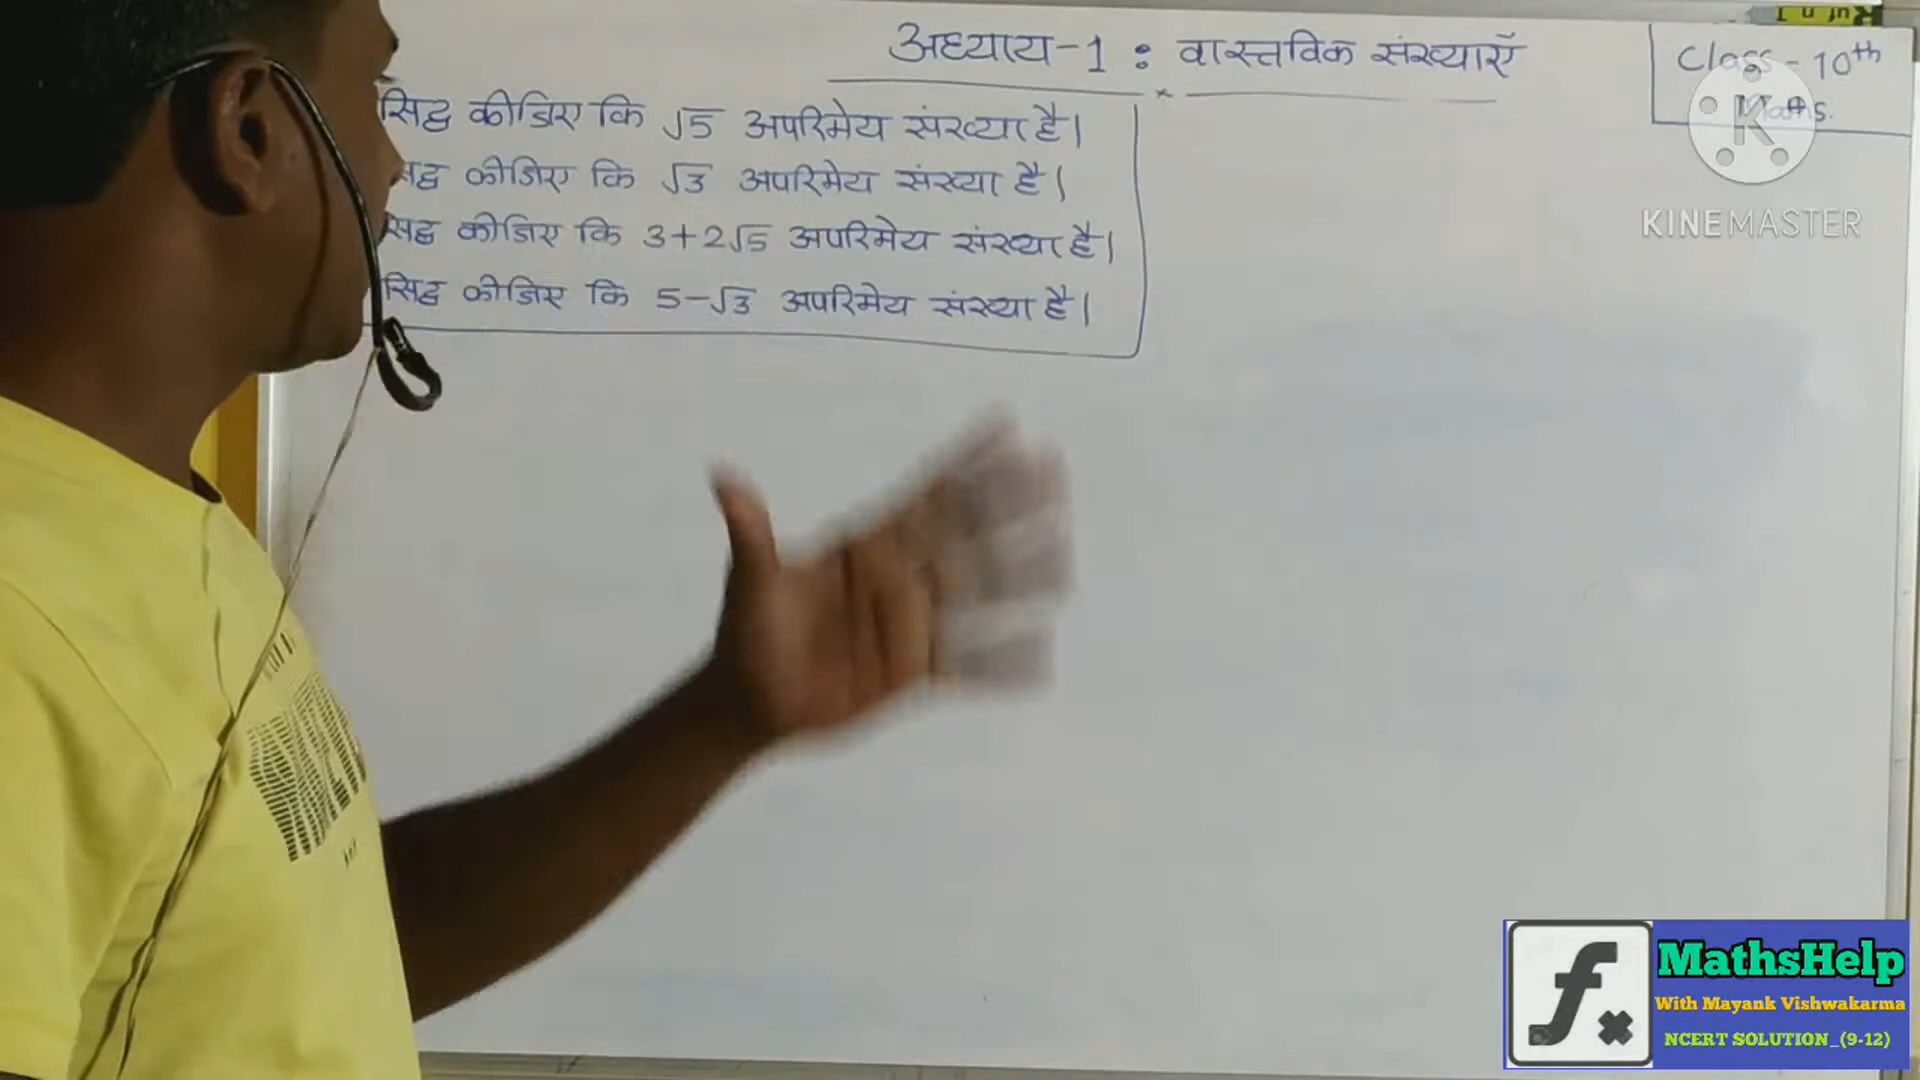 अध्याय-1 : वास्तविक संख्याएँ
Class - 10th
Maths.
सिद्ध कीजिए कि √5 अपरिमेय संख्या है।
कीजिए कि √3 अपरिमेय संख्या है।
सिद्ध कीजिए कि 3+2√5 अपरिमेय संख्या है।
सिद्ध कीजिए कि 5-√3 अपरिमेय संख्या है।
K
KINEMASTER
fx
MathsHelp
With Mayank Vishwakarma
NCERT SOLUTION_(9-12)